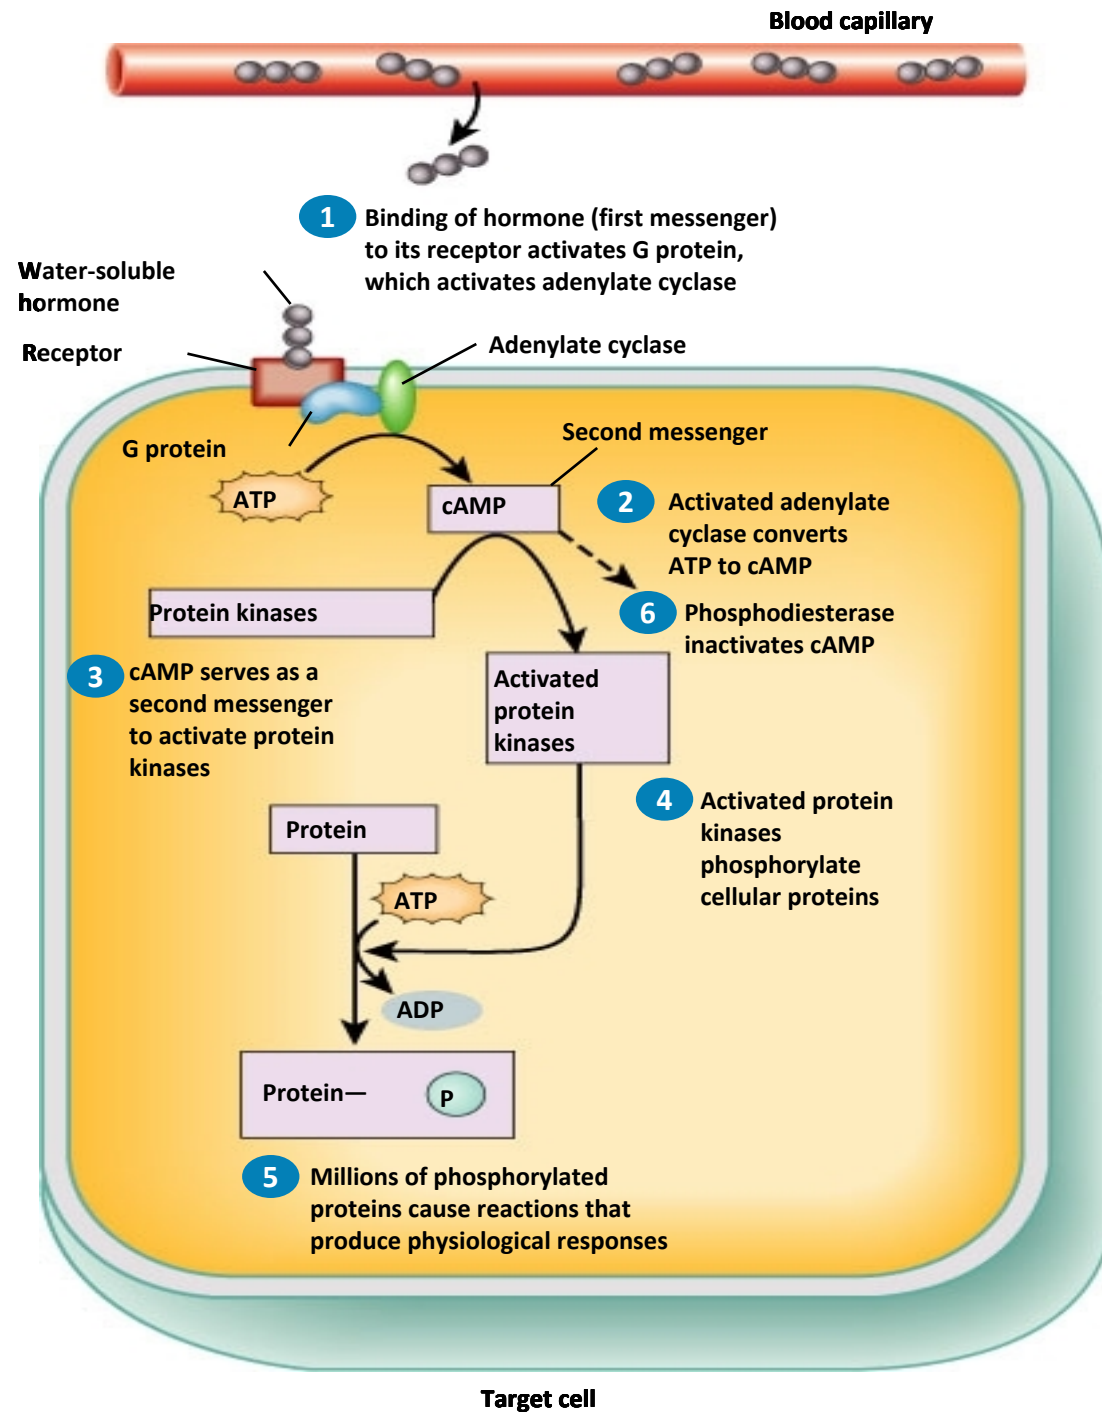 Blood capillary
1 Binding of hormone (first messenger)
to its receptor activates G protein,
which activates adenylate cyclase
Water-soluble
hormone
Receptor
Adenylate cyclase
G protein
Second messenger
ATP
cAMP
2 Activated adenylate
cyclase converts
ATP to cAMP
Protein kinases
6 Phosphodiesterase
inactivates cAMP
3 cAMP serves as a
second messenger
to activate protein
kinases
Activated
protein
kinases
4 Activated protein
kinases
phosphorylate
cellular proteins
Protein
ATP
ADP
Protein— P
5 Millions of phosphorylated
proteins cause reactions that
produce physiological responses
Target cell